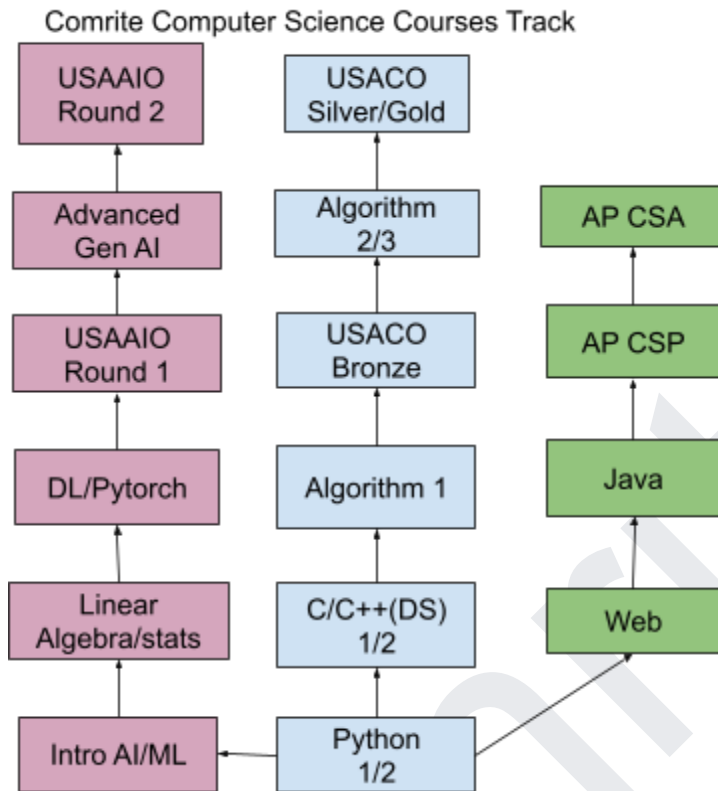 Comrite Computer Science Courses Track
USAAIO
Round 2
Advanced
Gen AI
USAAIO
Round 1
DL/Pytorch
Linear
Algebra/stats
Intro AI/ML
USACO
Silver/Gold
Algorithm
2/3
USACO
Bronze
Algorithm 1
C/C++(DS)
1/2
Python
1/2
AP CSA
AP CSP
Java
Web